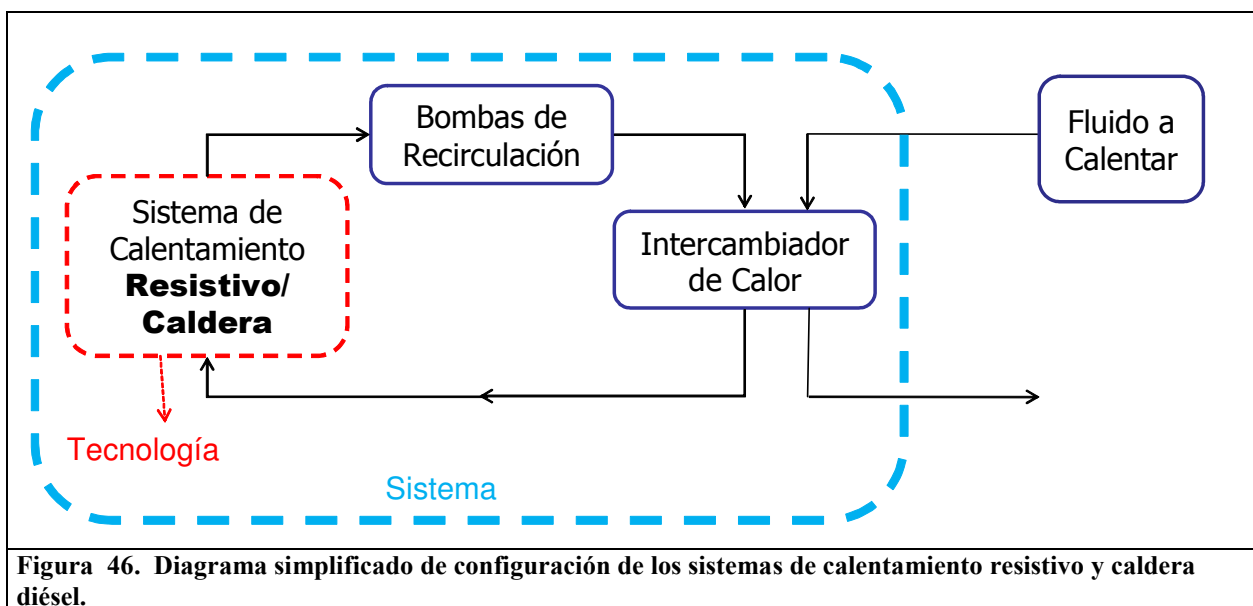 Bombas de
Recirculación
Fluido a
Calentar
Sistema de
Calentamiento
Resistivo/
Caldera
Intercambiador
de Calor
Tecnología
Sistema
Figura 46. Diagrama simplificado de configuración de los sistemas de calentamiento resistivo y caldera
diésel.